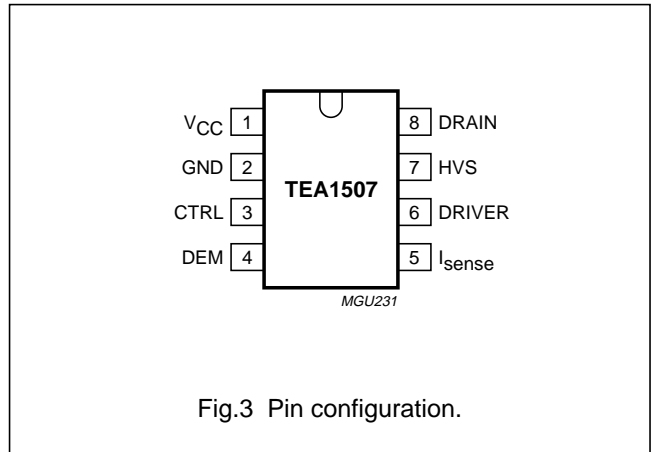 VCC 1
GND 2
CTRL 3
DEM 4
TEA1507
8 DRAIN
7 HVS
6 DRIVER
5 Isense
MGU231
Fig.3 Pin configuration.